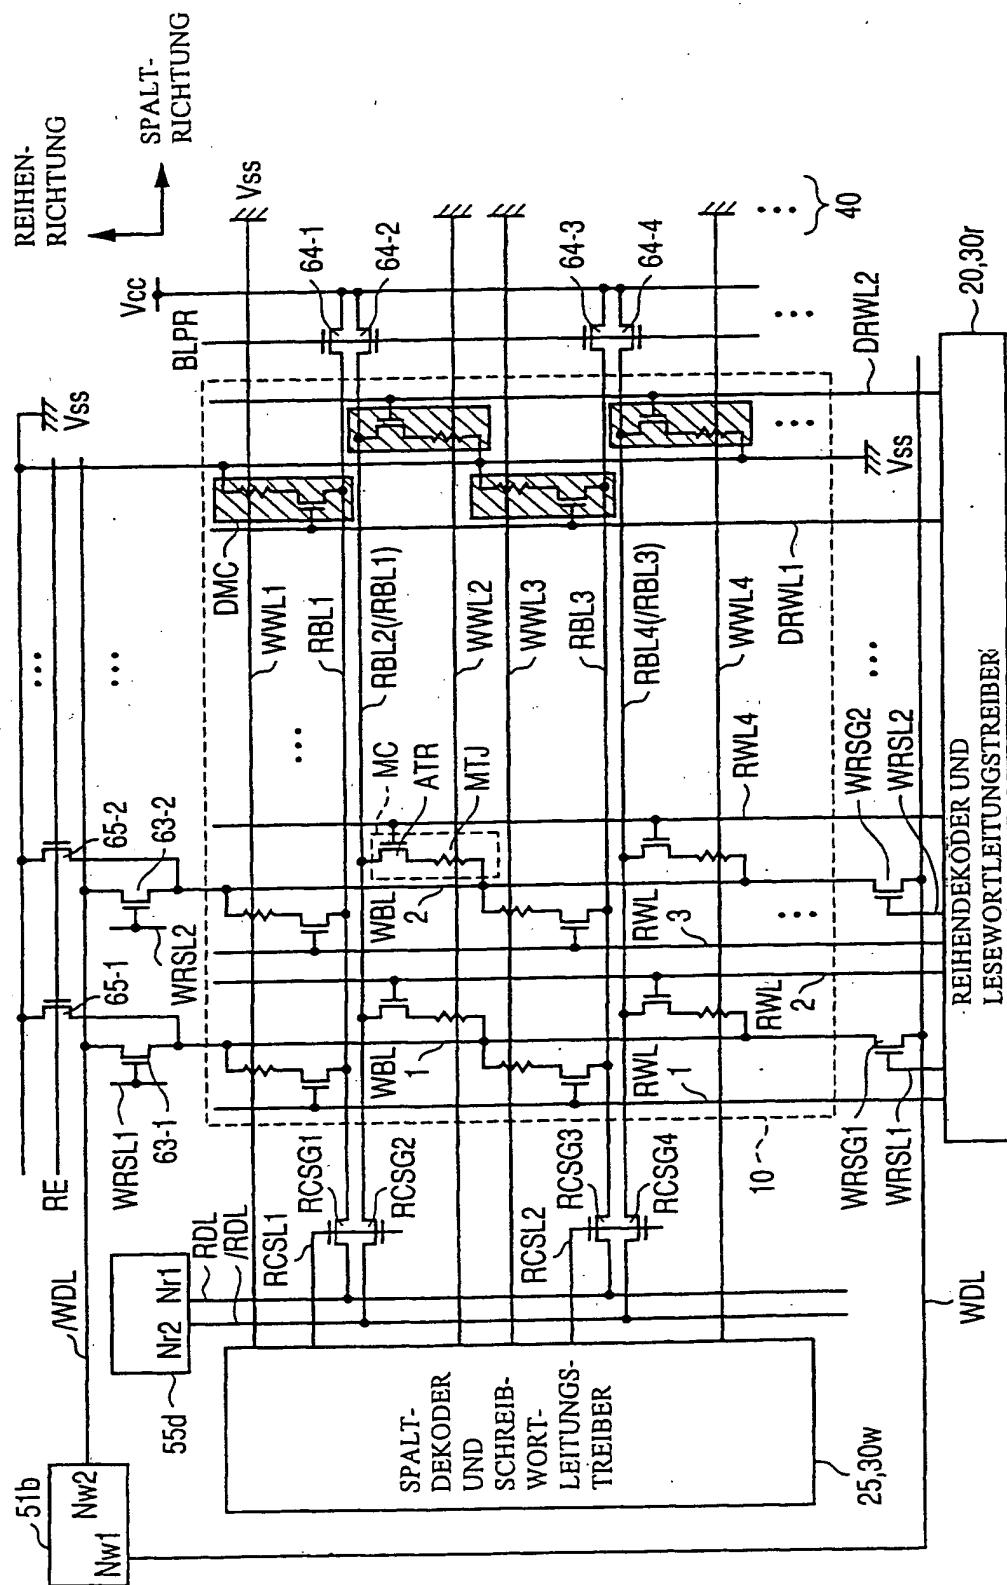 REIHEN-
RICHTUNG
SPALT-
RICHTUNG
51b
Nw2
Nw1
/WDL
55d
Nr2
Nr1
RDL
/RDL
RE
WRSL1
63-1
65-1
WRSL2
63-2
65-2
...
...
Vss
Vcc
BLPR
Vss
64-1
64-2
64-3
64-4
...
...
40
SPALT-
DEKODER
UND
SCHREIB-
WORT-
LEITUNGS-
TREIBER
25,30w
RCSL1
RCSG1
RCSG2
RCSL2
RCSG3
RCSG4
10
DMC
WWL1
RBL1
RBL2(/RBL1)
WWL2
WWL3
RBL3
RBL4(/RBL3)
WWL4
DRWL1
DRWL2
...
Vss
...
MC
ATR
MTJ
WBL
1
WBL
2
RWL
1
RWL
2
RWL
3
RWL4
...
...
WRSG1
WRSL1
WRSG2
WRSL2
WDL
REIHENDEKODER UND
LESEWORTLEITUNGSTREIBER
20,30r